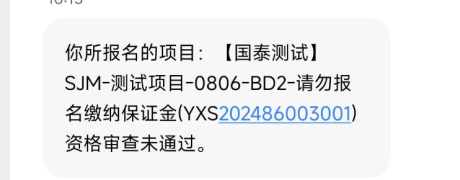 你所报名的项目：【国泰测试】
SJM-测试项目-0806-BD2-请勿报
名缴纳保证金(YXS202486003001)
资格审查未通过。